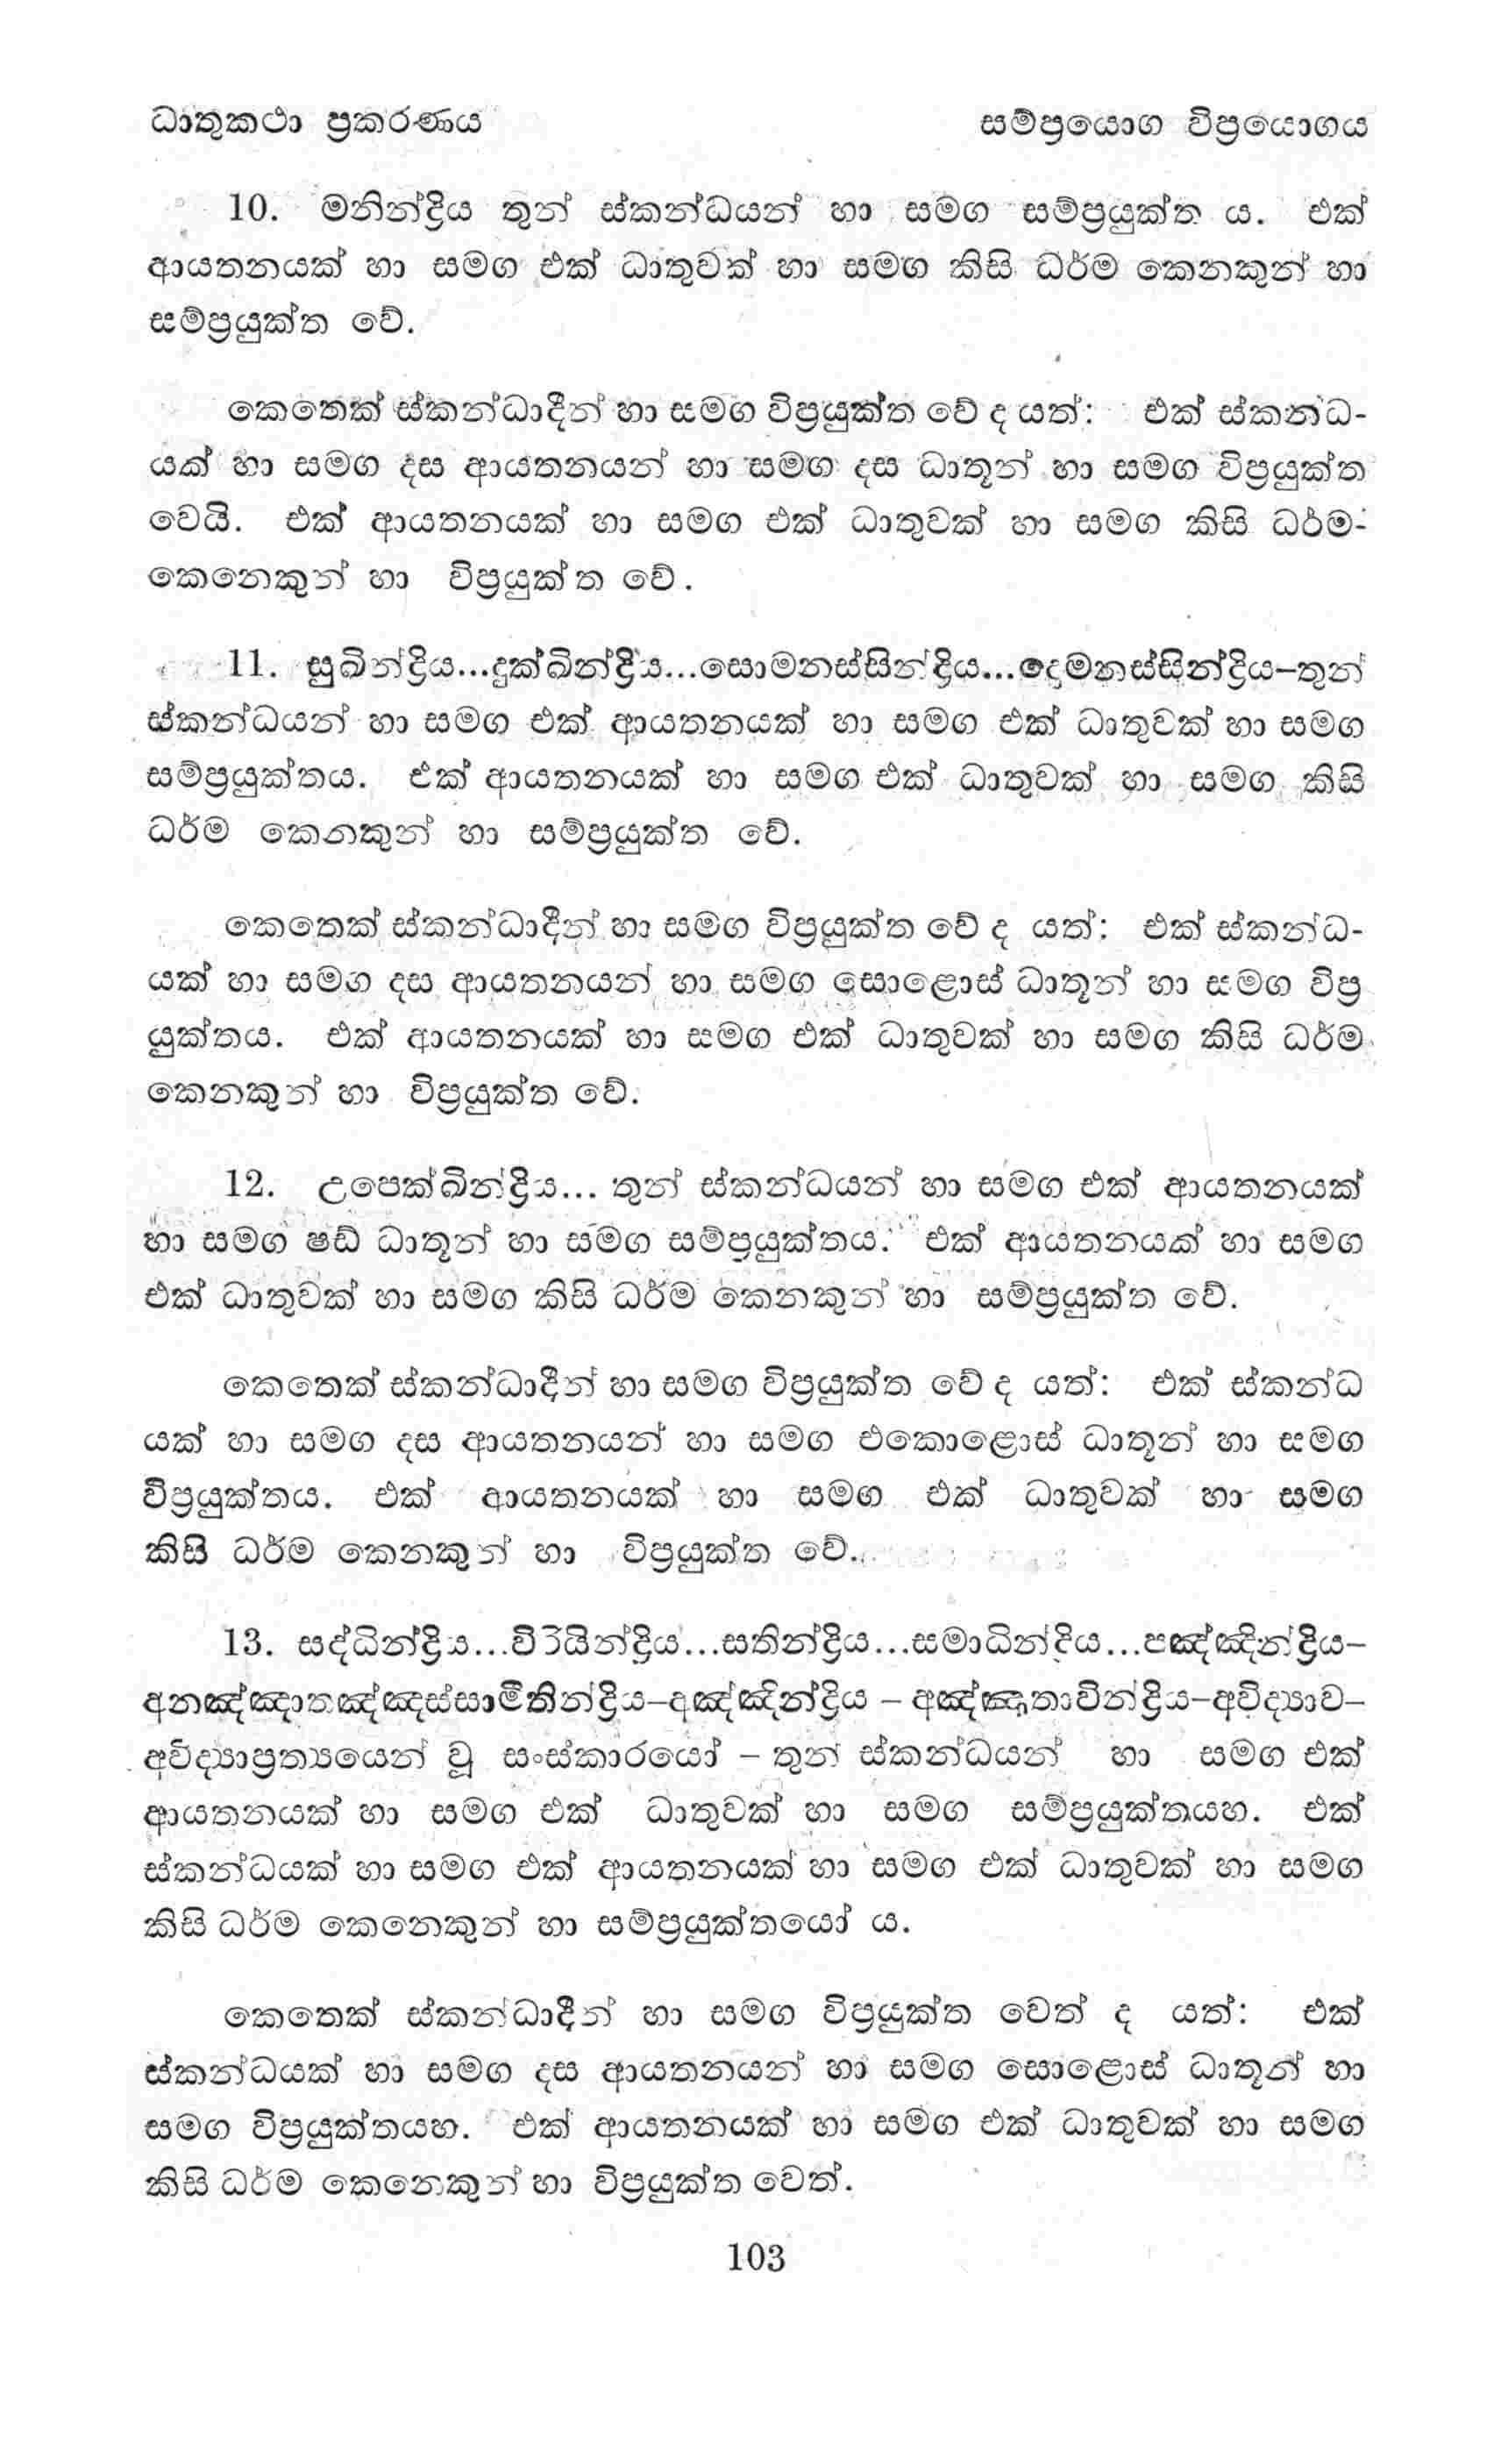 ධාතුකථා ප්‍රකරණය
සම්ප්‍රයොග විප්‍රයොගය
10. මනින්ද්‍රිය තුන් ස්කන්ධයන් හා සමග සම්ප්‍රයුක්ත ය. එක්
ආයතනයක් හා සමග එක් ධාතුවක් හා සමග කිසි ධර්ම කෙනකුන් හා
සම්ප්‍රයුක්ත වේ.
කෙතෙක් ස්කන්ධාදීන් හා සමග විප්‍රයුක්ත වේ ද යත්: එක් ස්කන්ධ-
යක් හා සමග දස ආයතනයන් හා සමග දස ධාතූන් හා සමග විප්‍රයුක්ත
වෙයි. එක් ආයතනයක් හා සමග එක් ධාතුවක් හා සමග කිසි ධර්ම-
කෙනෙකුන් හා විප්‍රයුක්ත වේ.
11. සුඛින්ද්‍රිය...දුක්ඛින්ද්‍රිය...සොමනස්සින්ද්‍රිය...දෙමනස්සින්ද්‍රිය–තුන්
ස්කන්ධයන් හා සමග එක් ආයතනයක් හා සමග එක් ධාතුවක් හා සමග
සම්ප්‍රයුක්තය. එක් ආයතනයක් හා සමග එක් ධාතුවක් හා සමග කිසි
ධර්ම කෙනකුන් හා සම්ප්‍රයුක්ත වේ.
කෙතෙක් ස්කන්ධාදීන් හා සමග විප්‍රයුක්ත වේ ද යත්: එක් ස්කන්ධ-
යක් හා සමග දස ආයතනයන් හා සමග සොළොස් ධාතූන් හා සමග විප්‍ර
යුක්තය. එක් ආයතනයක් හා සමග එක් ධාතුවක් හා සමග කිසි ධර්ම
කෙනකුන් හා විප්‍රයුක්ත වේ.
12. උපෙක්ඛින්ද්‍රිය... තුන් ස්කන්ධයන් හා සමග එක් ආයතනයක්
හා සමග ෂඩ් ධාතූන් හා සමග සම්ප්‍රයුක්තය. එක් ආයතනයක් හා සමග
එක් ධාතුවක් හා සමග කිසි ධර්ම කෙනකුන් හා සම්ප්‍රයුක්ත වේ.
කෙතෙක් ස්කන්ධාදීන් හා සමග විප්‍රයුක්ත වේ ද යත්: එක් ස්කන්ධ
යක් හා සමග දස ආයතනයන් හා සමග එකොළොස් ධාතූන් හා සමග
විප්‍රයුක්තය. එක් ආයතනයක් හා සමග එක් ධාතුවක් හා සමග
කිසි ධර්ම කෙනකුන් හා විප්‍රයුක්ත වේ.
13. සද්ධින්ද්‍රිය...විරියින්ද්‍රිය...සතින්ද්‍රිය...සමාධින්ද්‍රිය...පඤ්ඤින්ද්‍රිය–
අනඤ්ඤාතඤ්ඤස්සාමීතින්ද්‍රිය–අඤ්ඤින්ද්‍රිය – අඤ්ඤාතාවින්ද්‍රිය–අවිද්‍යාව–
අවිද්‍යාප්‍රත්‍යයෙන් වූ සංස්කාරයෝ – තුන් ස්කන්ධයන් හා සමග එක්
ආයතනයක් හා සමග එක් ධාතුවක් හා සමග සම්ප්‍රයුක්තයහ. එක්
ස්කන්ධයක් හා සමග එක් ආයතනයක් හා සමග එක් ධාතුවක් හා සමග
කිසි ධර්ම කෙනෙකුන් හා සම්ප්‍රයුක්තයෝ ය.
කෙතෙක් ස්කන්ධාදීන් හා සමග විප්‍රයුක්ත වෙත් ද යත්: එක්
ස්කන්ධයක් හා සමග දස ආයතනයන් හා සමග සොළොස් ධාතූන් හා
සමග විප්‍රයුක්තයහ. එක් ආයතනයක් හා සමග එක් ධාතුවක් හා සමග
කිසි ධර්ම කෙනෙකුන් හා විප්‍රයුක්ත වෙත්.
103